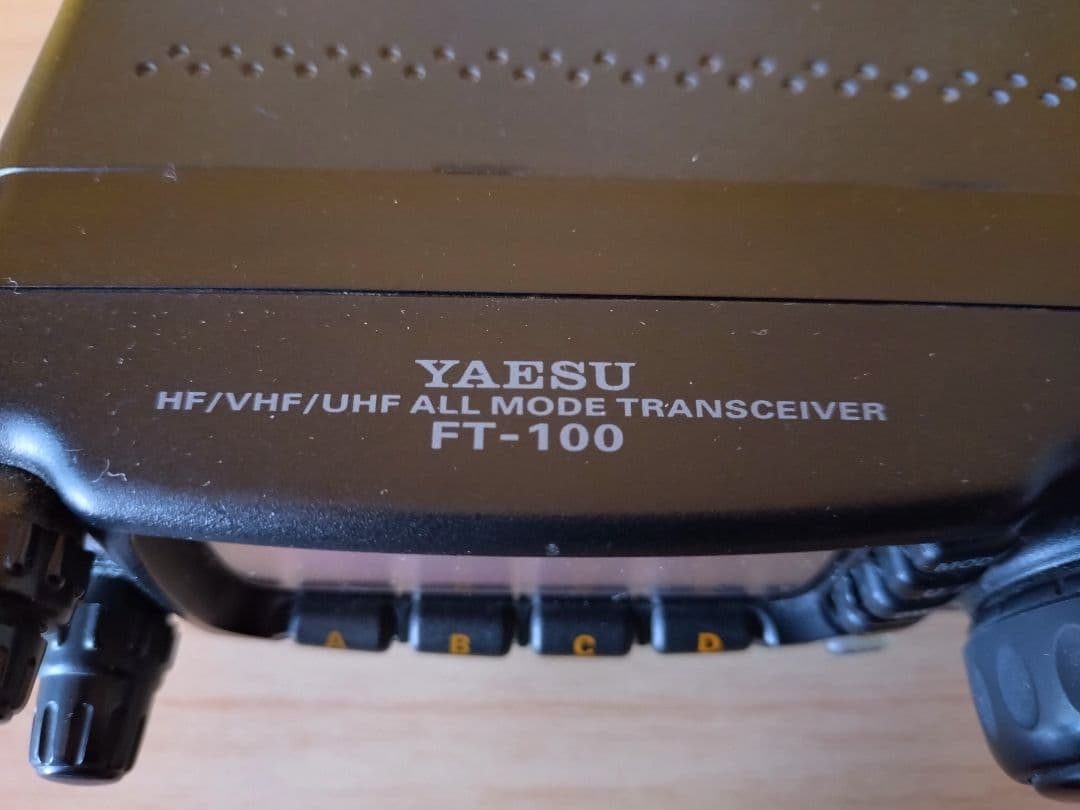 YAESU
HF/VHF/UHF ALL MODE TRANSCEIVER
FT-100
A B C D